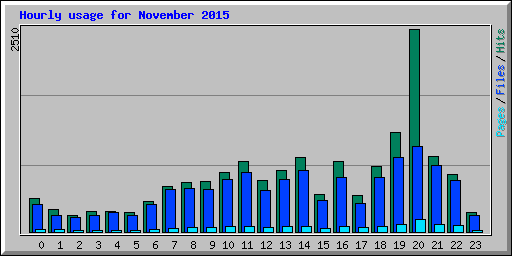 Hourly usage for November 2015
2510
Pages/Files/Hits
0 1 2 3 4 5 6 7 8 9 10 11 12 13 14 15 16 17 18 19 20 21 22 23